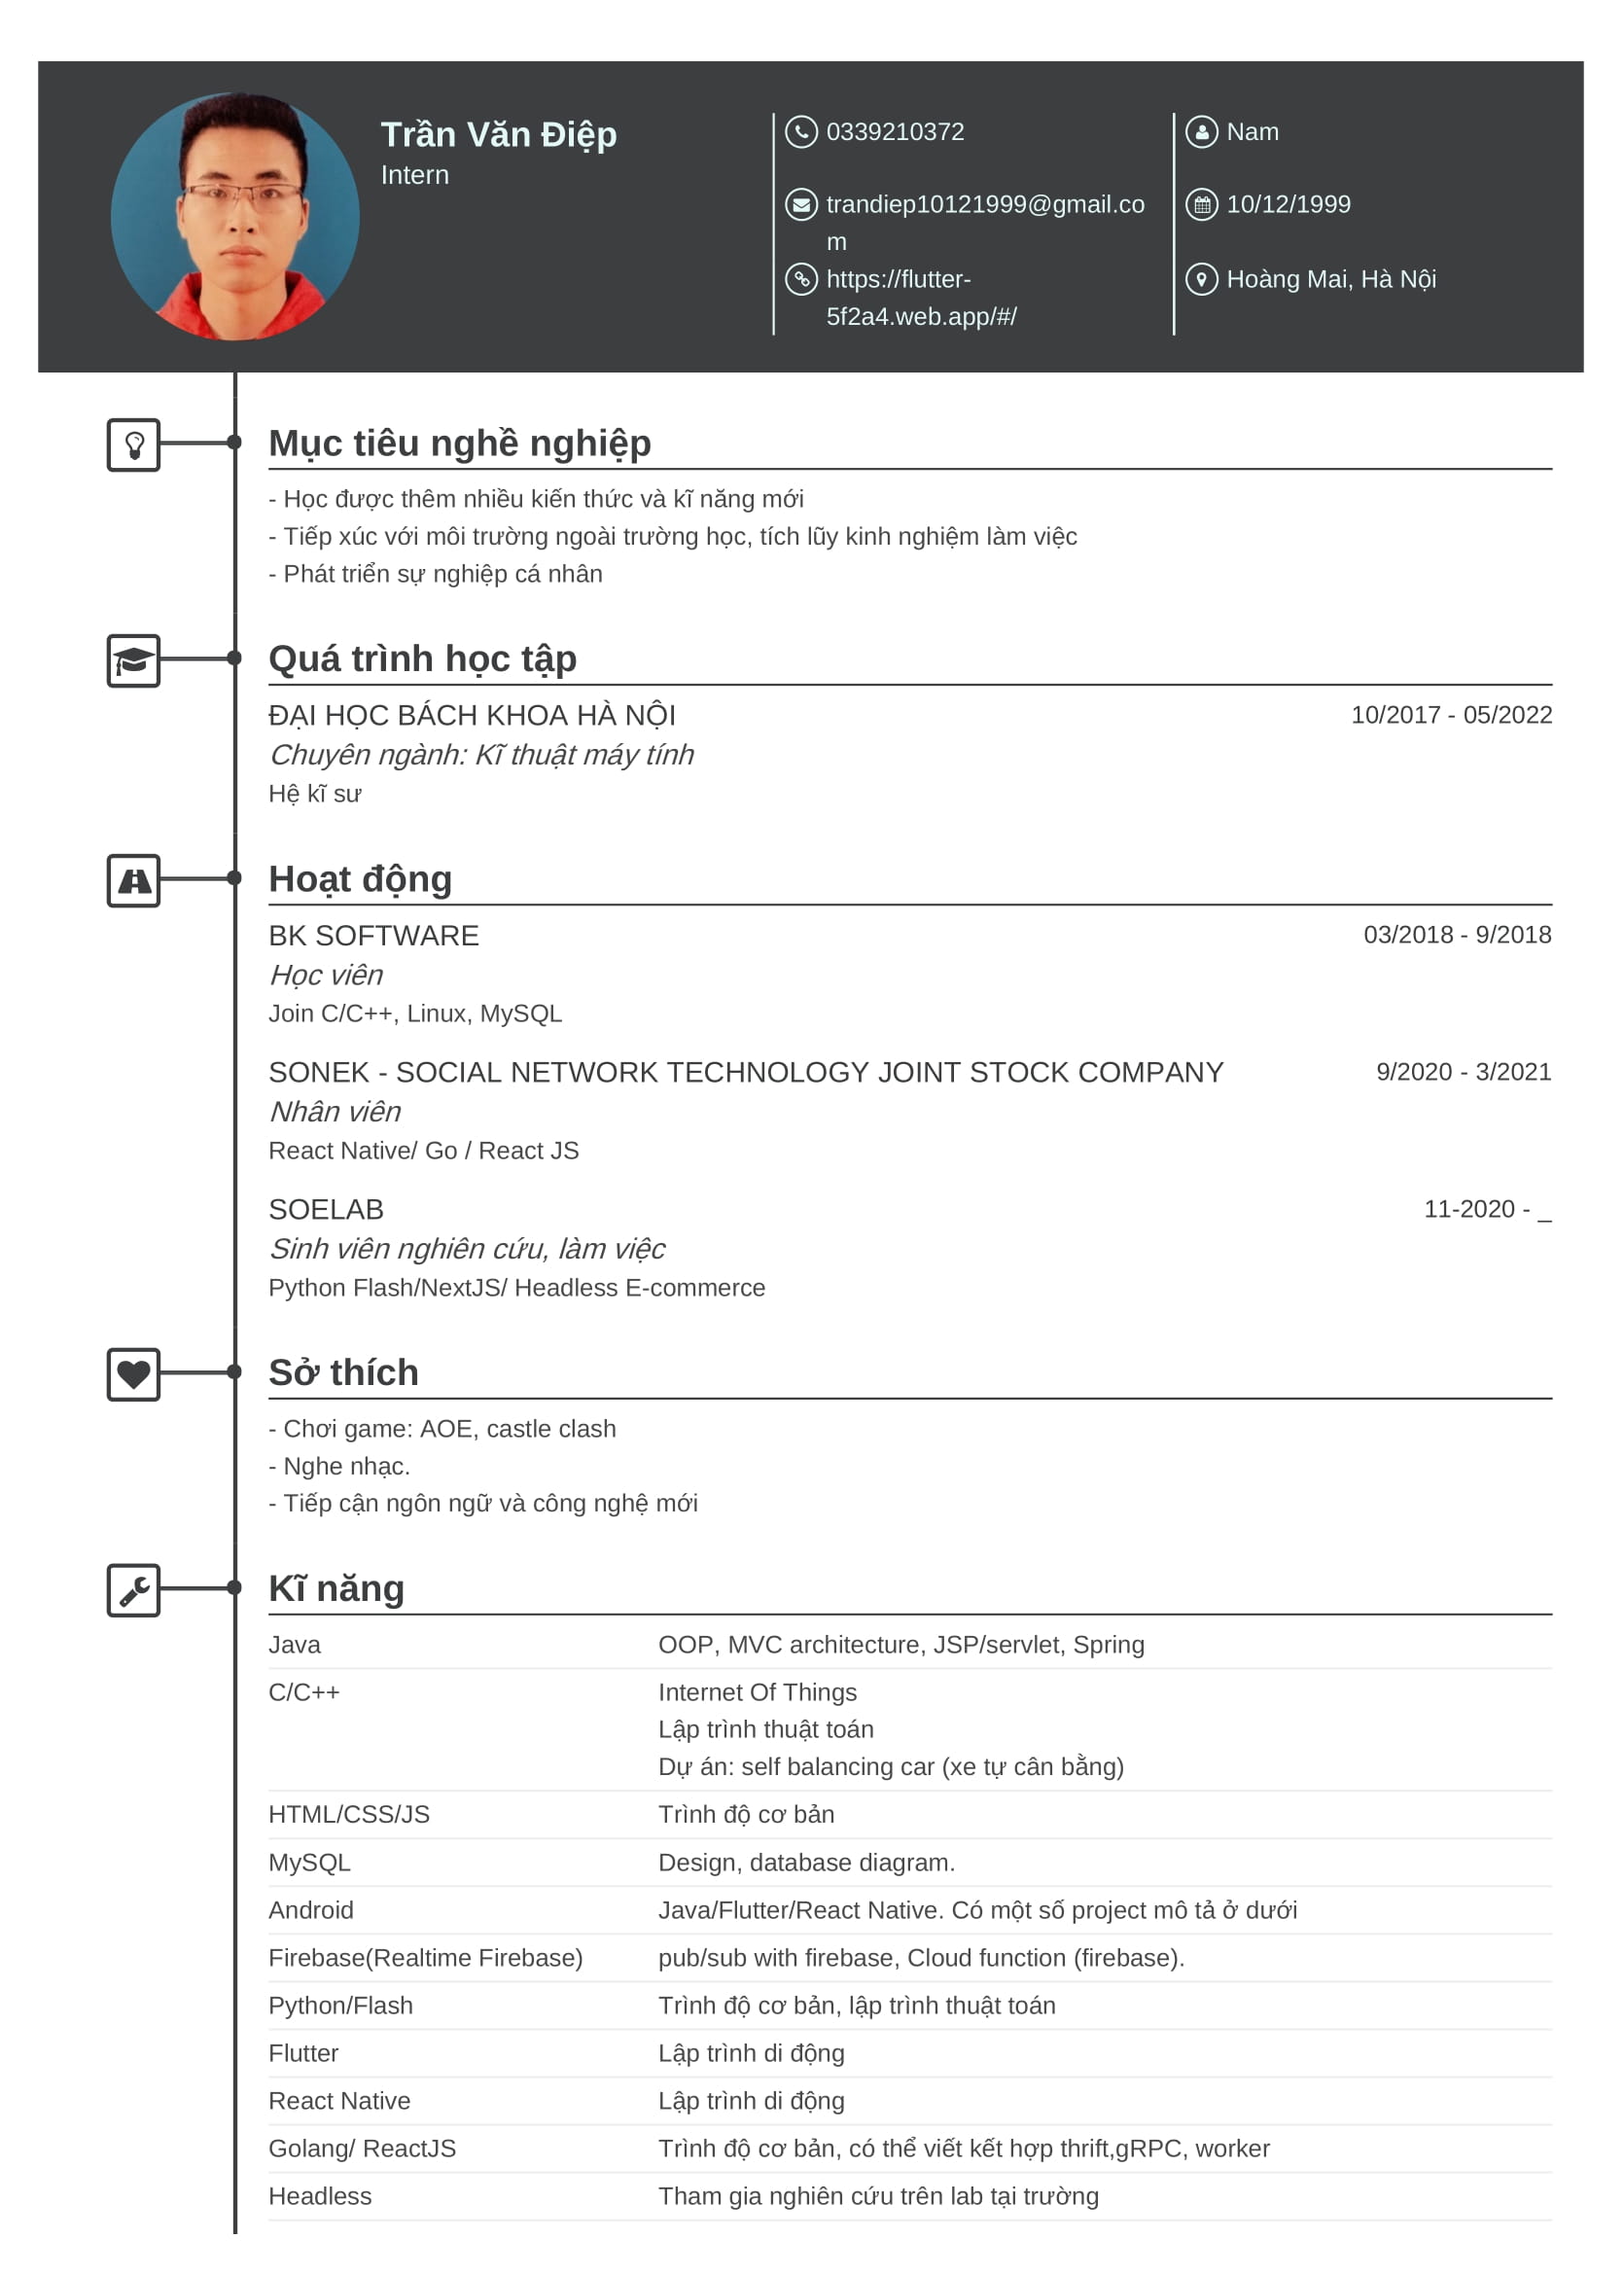 Trần Văn Điệp
Intern
0339210372
trandiep10121999@gmail.co
m
https://flutter-
5f2a4.web.app/#/
Nam
10/12/1999
Hoàng Mai, Hà Nội
Mục tiêu nghề nghiệp
- Học được thêm nhiều kiến thức và kĩ năng mới
- Tiếp xúc với môi trường ngoài trường học, tích lũy kinh nghiệm làm việc
- Phát triển sự nghiệp cá nhân
Quá trình học tập
ĐẠI HỌC BÁCH KHOA HÀ NỘI 10/2017 - 05/2022
Chuyên ngành: Kĩ thuật máy tính
Hệ kĩ sư
Hoạt động
BK SOFTWARE 03/2018 - 9/2018
Học viên
Join C/C++, Linux, MySQL
SONEK - SOCIAL NETWORK TECHNOLOGY JOINT STOCK COMPANY 9/2020 - 3/2021
Nhân viên
React Native/ Go / React JS
SOELAB 11-2020 - _
Sinh viên nghiên cứu, làm việc
Python Flash/NextJS/ Headless E-commerce
Sở thích
- Chơi game: AOE, castle clash
- Nghe nhạc.
- Tiếp cận ngôn ngữ và công nghệ mới
Kĩ năng
Java OOP, MVC architecture, JSP/servlet, Spring
C/C++ Internet Of Things
Lập trình thuật toán
Dự án: self balancing car (xe tự cân bằng)
HTML/CSS/JS Trình độ cơ bản
MySQL Design, database diagram.
Android Java/Flutter/React Native. Có một số project mô tả ở dưới
Firebase(Realtime Firebase) pub/sub with firebase, Cloud function (firebase).
Python/Flash Trình độ cơ bản, lập trình thuật toán
Flutter Lập trình di động
React Native Lập trình di động
Golang/ ReactJS Trình độ cơ bản, có thể viết kết hợp thrift,gRPC, worker
Headless Tham gia nghiên cứu trên lab tại trường